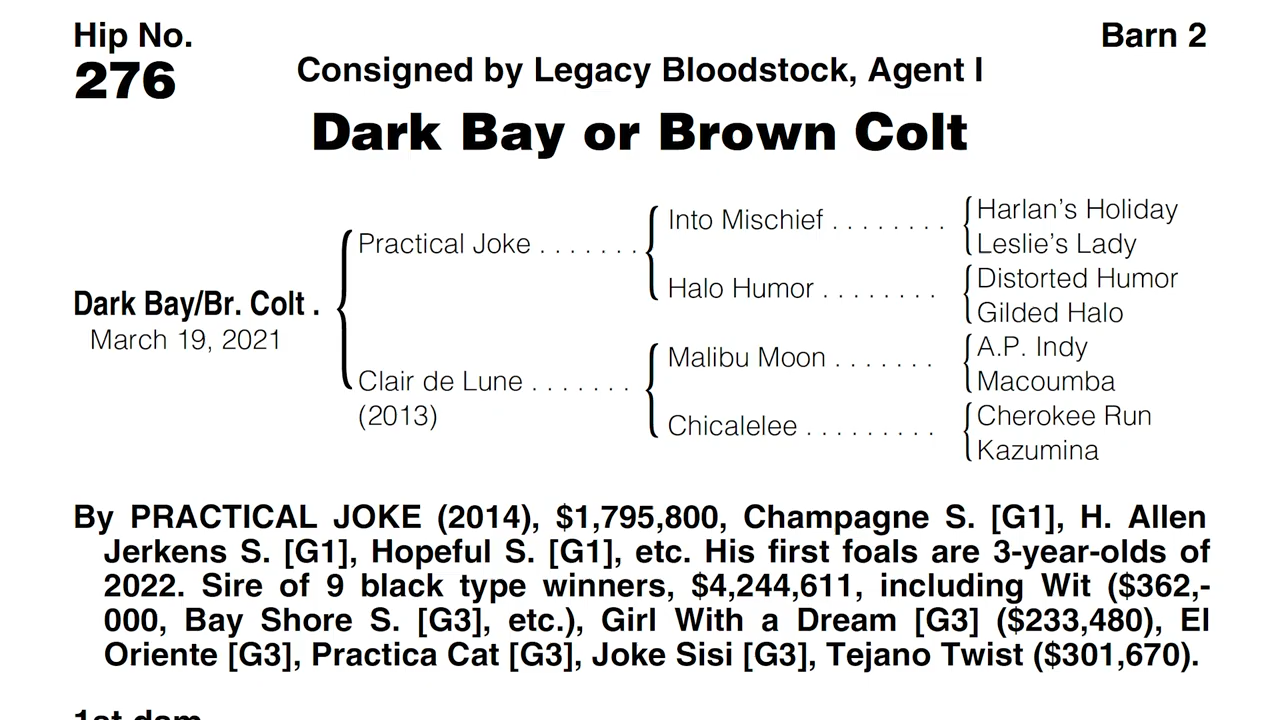 Hip No.
Barn 2
276
Consigned by Legacy Bloodstock, Agent I
Dark Bay or Brown Colt
Harlan's Holiday
Into Mischief . . . . . . . .
Leslie's Lady
Practical Joke . . . . . . .
Distorted Humor
Halo Humor . . . . . . . .
Gilded Halo
Dark Bay/Br. Colt .
March 19, 2021
A.P. Indy
Malibu Moon . . . . . . .
Macoumba
Clair de Lune . . . . . . .
(2013)
Cherokee Run
Chicalelee . . . . . . . . .
Kazumina
By PRACTICAL JOKE (2014), $1,795,800, Champagne S. [G1], H. Allen
Jerkens S. [G1], Hopeful S. [G1], etc. His first foals are 3-year-olds of
2022. Sire of 9 black type winners, $4,244,611, including Wit ($362,-
000, Bay Shore S. [G3], etc.), Girl With a Dream [G3] ($233,480), El
Oriente [G3], Practica Cat [G3], Joke Sisi [G3], Tejano Twist ($301,670).
1st dam